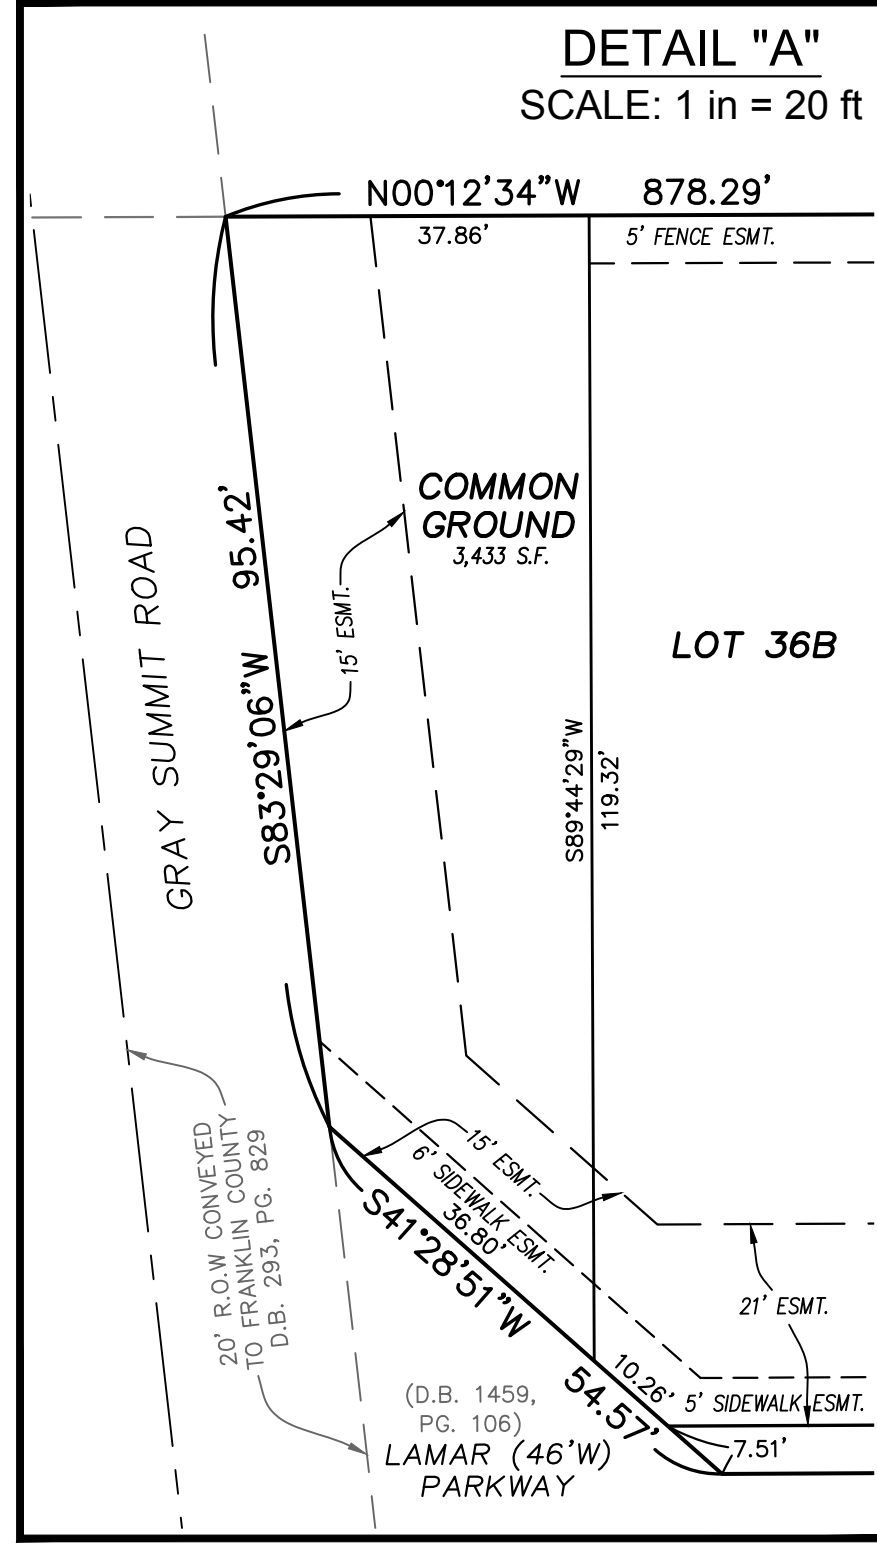 DETAIL "A"
SCALE: 1 in = 20 ft
N00°12'34"W 878.29'
37.86'
5' FENCE ESMT.
COMMON
GROUND
3,433 S.F.
95.42'
S83°29'06"W
15' ESMT.
GRAY SUMMIT ROAD
LOT 36B
S89°44'29"W
119.32'
20' R.O.W CONVEYED
TO FRANKLIN COUNTY
D.B. 293, PG. 829
15' ESMT.
6' SIDEWALK ESMT.
36.80'
S41°28'51"W
54.57'
21' ESMT.
10.26'
5' SIDEWALK ESMT.
7.51'
(D.B. 1459,
PG. 106)
LAMAR (46'W)
PARKWAY